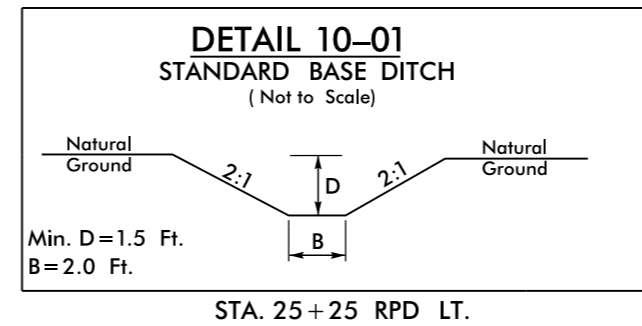 DETAIL 10–01
STANDARD BASE DITCH
( Not to Scale)
Natural
Ground
2:1
D
2:1
Natural
Ground
B
Min. D=1.5 Ft.
B=2.0 Ft.
STA. 25+25 RPD LT.